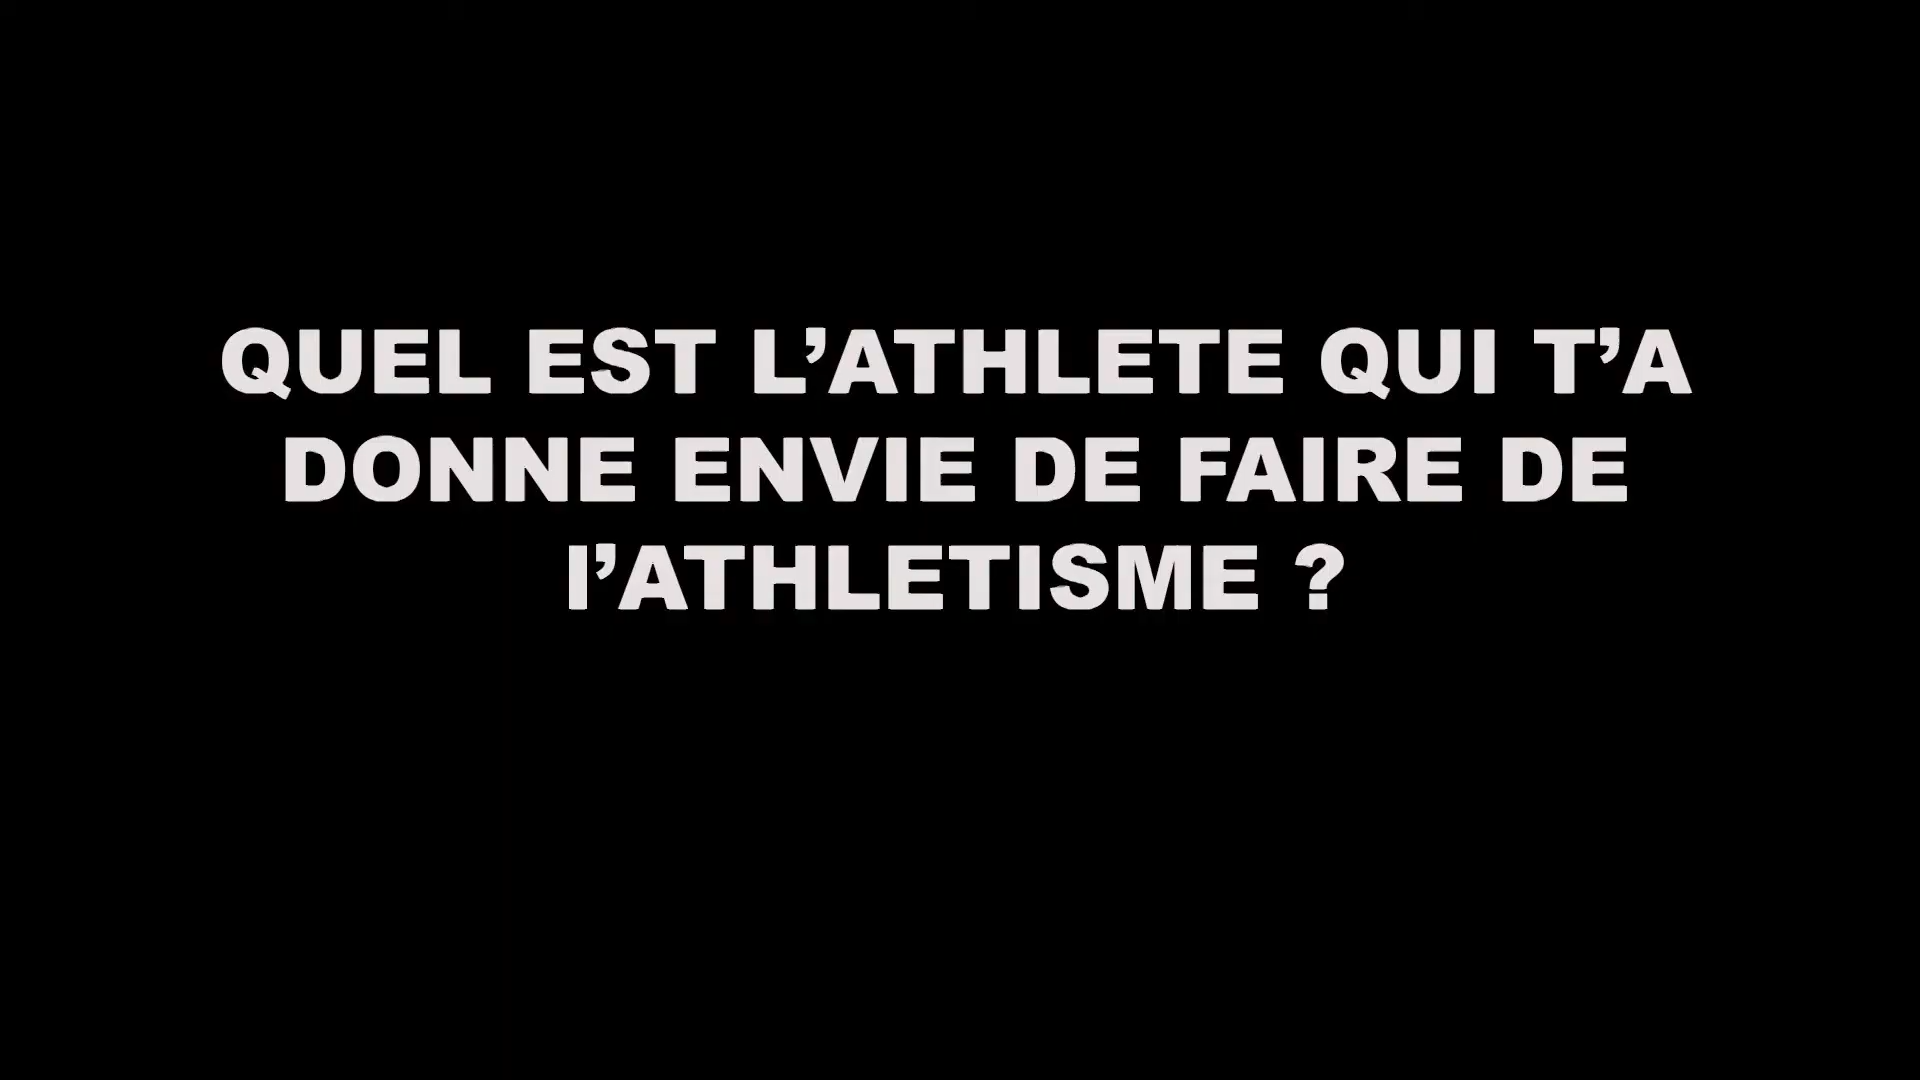 QUEL EST L’ATHLETE QUI T’A
DONNE ENVIE DE FAIRE DE
l’ATHLETISME ?